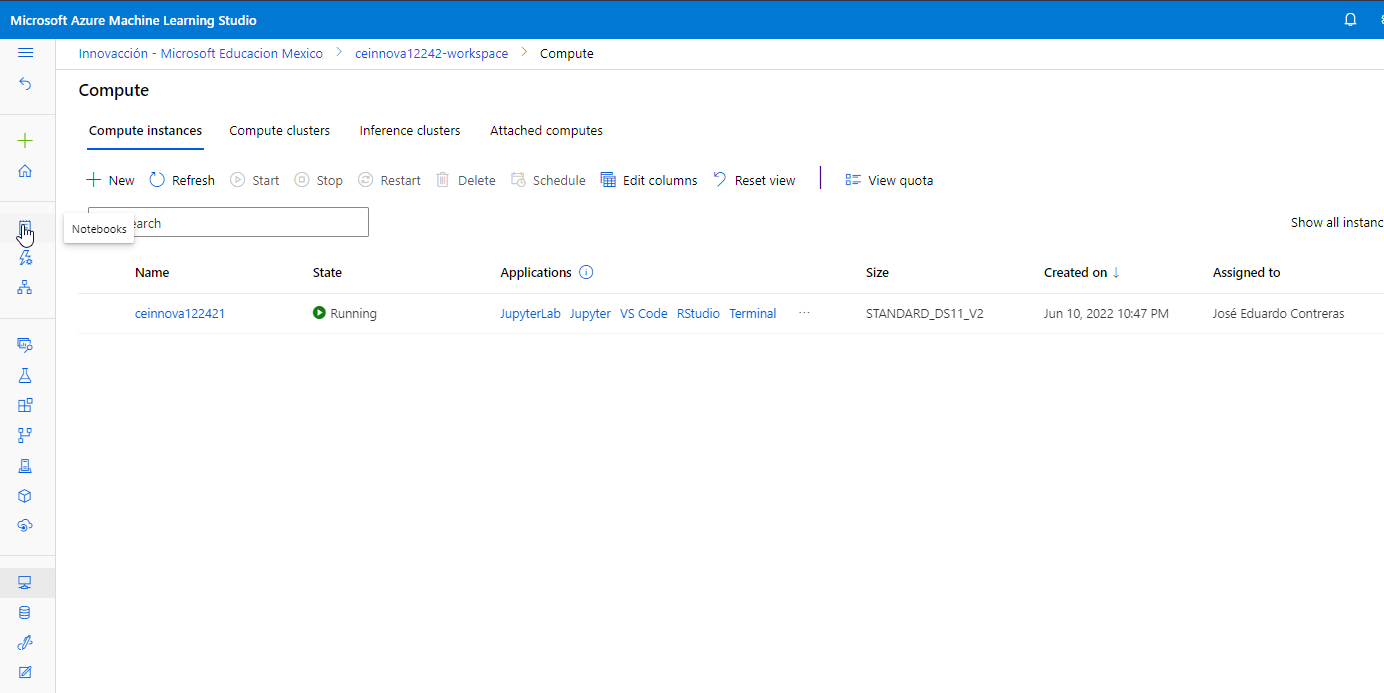 Microsoft Azure Machine Learning Studio
Innovacción - Microsoft Educacion Mexico > ceinnova12242-workspace > Compute
Compute
Compute instances Compute clusters Inference clusters Attached computes
New Refresh Start Stop Restart Delete Schedule Edit columns Reset view View quota
Notebooks earch Show all instanc
Name State Applications Size Created on ↓ Assigned to
ceinnova122421 Running JupyterLab Jupyter VS Code RStudio Terminal ... STANDARD_DS11_V2 Jun 10, 2022 10:47 PM José Eduardo Contreras